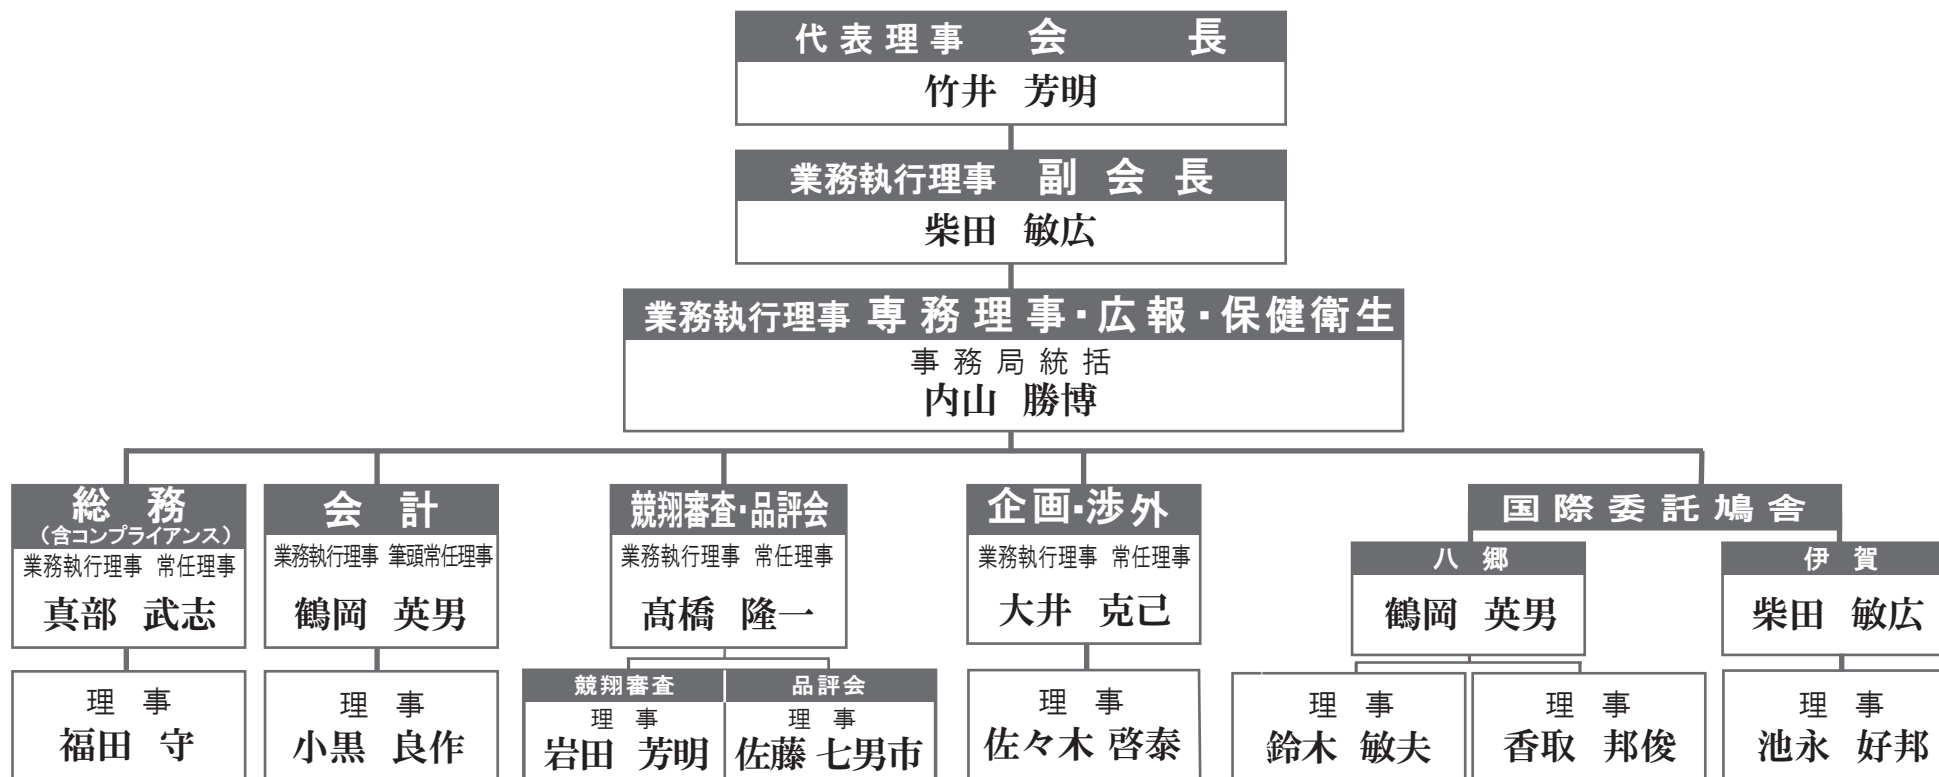 代表理事 会 長
竹井 芳明
業務執行理事 副 会 長
柴田 敏広
業務執行理事 専務理事・広報・保健衛生
事務局統括
内山 勝博
総 務
(含コンプライアンス)
業務執行理事 常任理事
真部 武志
理 事
福田 守
会 計
業務執行理事 筆頭常任理事
鶴岡 英男
理 事
小黒 良作
競翔審査・品評会
業務執行理事 常任理事
髙橋 隆一
競翔審査
理 事
岩田 芳明
品評会
理 事
佐藤 七男市
企画・渉外
業務執行理事 常任理事
大井 克己
理 事
佐々木 啓泰
国際委託鳩舎
八 郷
鶴岡 英男
理 事
鈴木 敏夫
理 事
香取 邦俊
伊 賀
柴田 敏広
理 事
池永 好邦